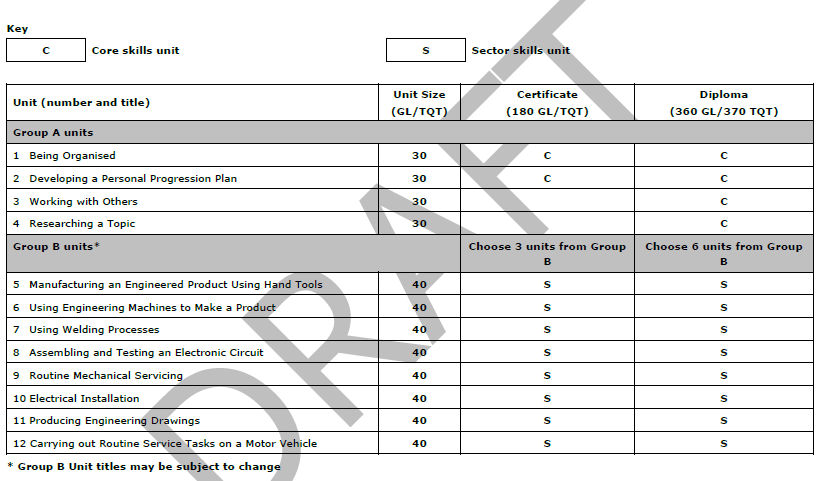 Key
C Core skills unit S Sector skills unit
Unit (number and title) Unit Size (GL/TQT) Certificate (180 GL/TQT) Diploma (360 GL/370 TQT)
Group A units
1 Being Organised 30 C C
2 Developing a Personal Progression Plan 30 C C
3 Working with Others 30 C
4 Researching a Topic 30 C
Group B units* Choose 3 units from Group B Choose 6 units from Group B
5 Manufacturing an Engineered Product Using Hand Tools 40 S S
6 Using Engineering Machines to Make a Product 40 S S
7 Using Welding Processes 40 S S
8 Assembling and Testing an Electronic Circuit 40 S S
9 Routine Mechanical Servicing 40 S S
10 Electrical Installation 40 S S
11 Producing Engineering Drawings 40 S S
12 Carrying out Routine Service Tasks on a Motor Vehicle 40 S S
* Group B Unit titles may be subject to change
DRAFT